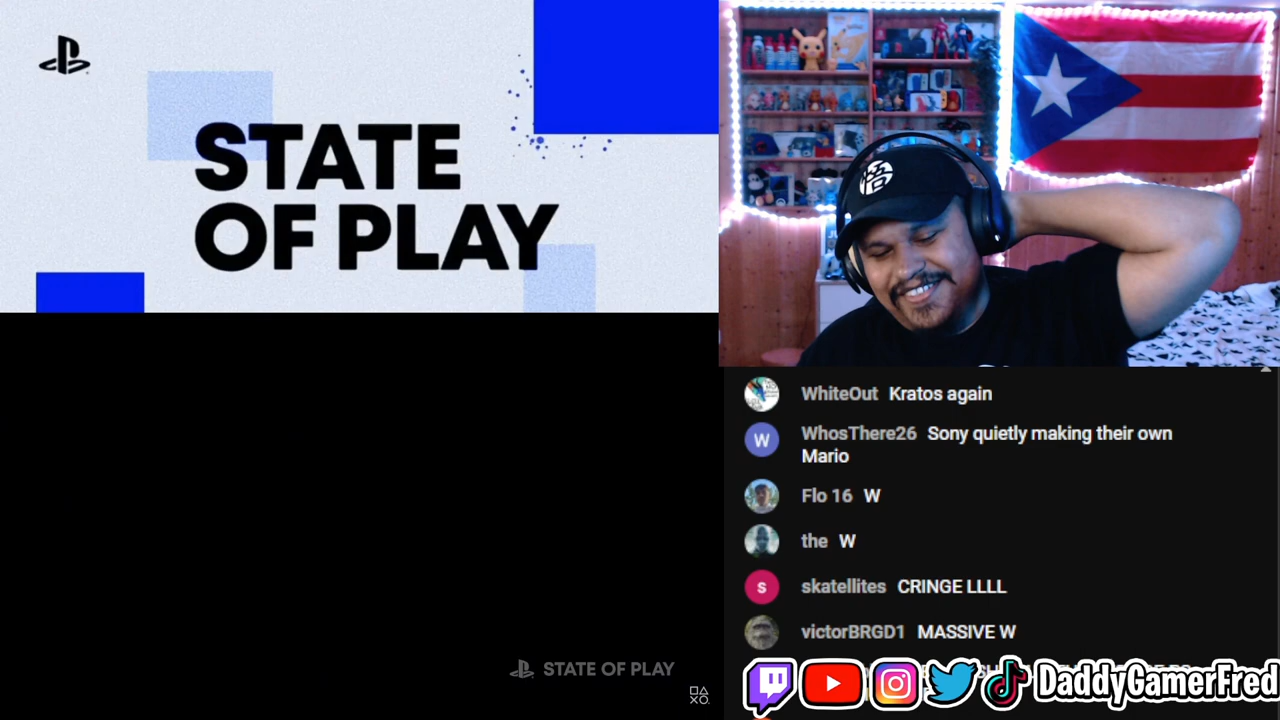 STATE
OF PLAY
悟
WhiteOut Kratos again
W WhosThere26 Sony quietly making their own
Mario
Flo 16 W
the W
s skatellites CRINGE LLLL
victorBRGD1 MASSIVE W
STATE OF PLAY
DaddyGamerFred